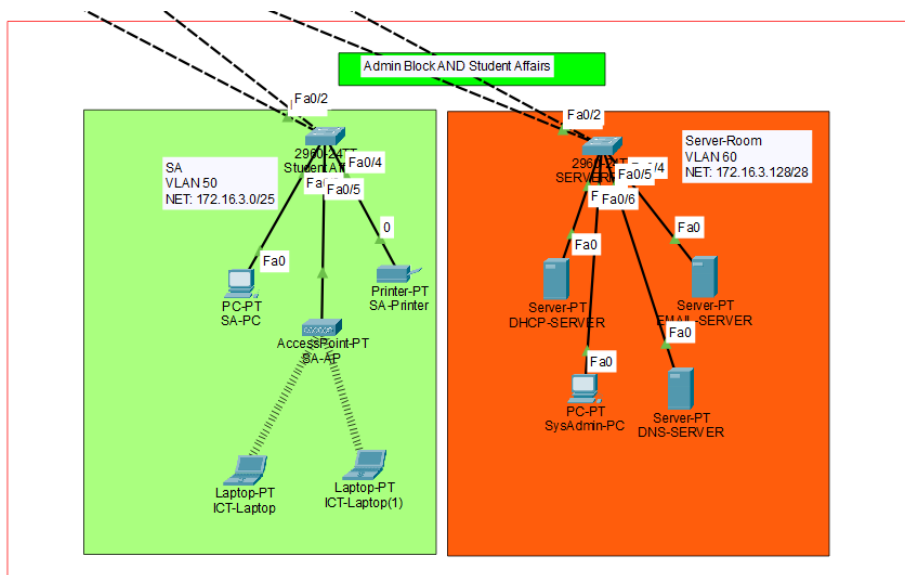 Admin Block AND Student Affairs
Fa0/2
2960-24TT
Fa0/4
Fa0/5
SA
VLAN 50
NET: 172.16.3.0/25
Fa0
PC-PT
SA-PC
0
Printer-PT
SA-Printer
AccessPoint-PT
SA-AP
Laptop-PT
ICT-Laptop
Laptop-PT
ICT-Laptop(1)
Fa0/2
Fa0/5
Fa0/6
Server-Room
VLAN 60
NET: 172.16.3.128/28
Fa0
Server-PT
DHCP-SERVER
Fa0
Server-PT
EMAIL-SERVER
Fa0
PC-PT
SysAdmin-PC
Fa0
Server-PT
DNS-SERVER